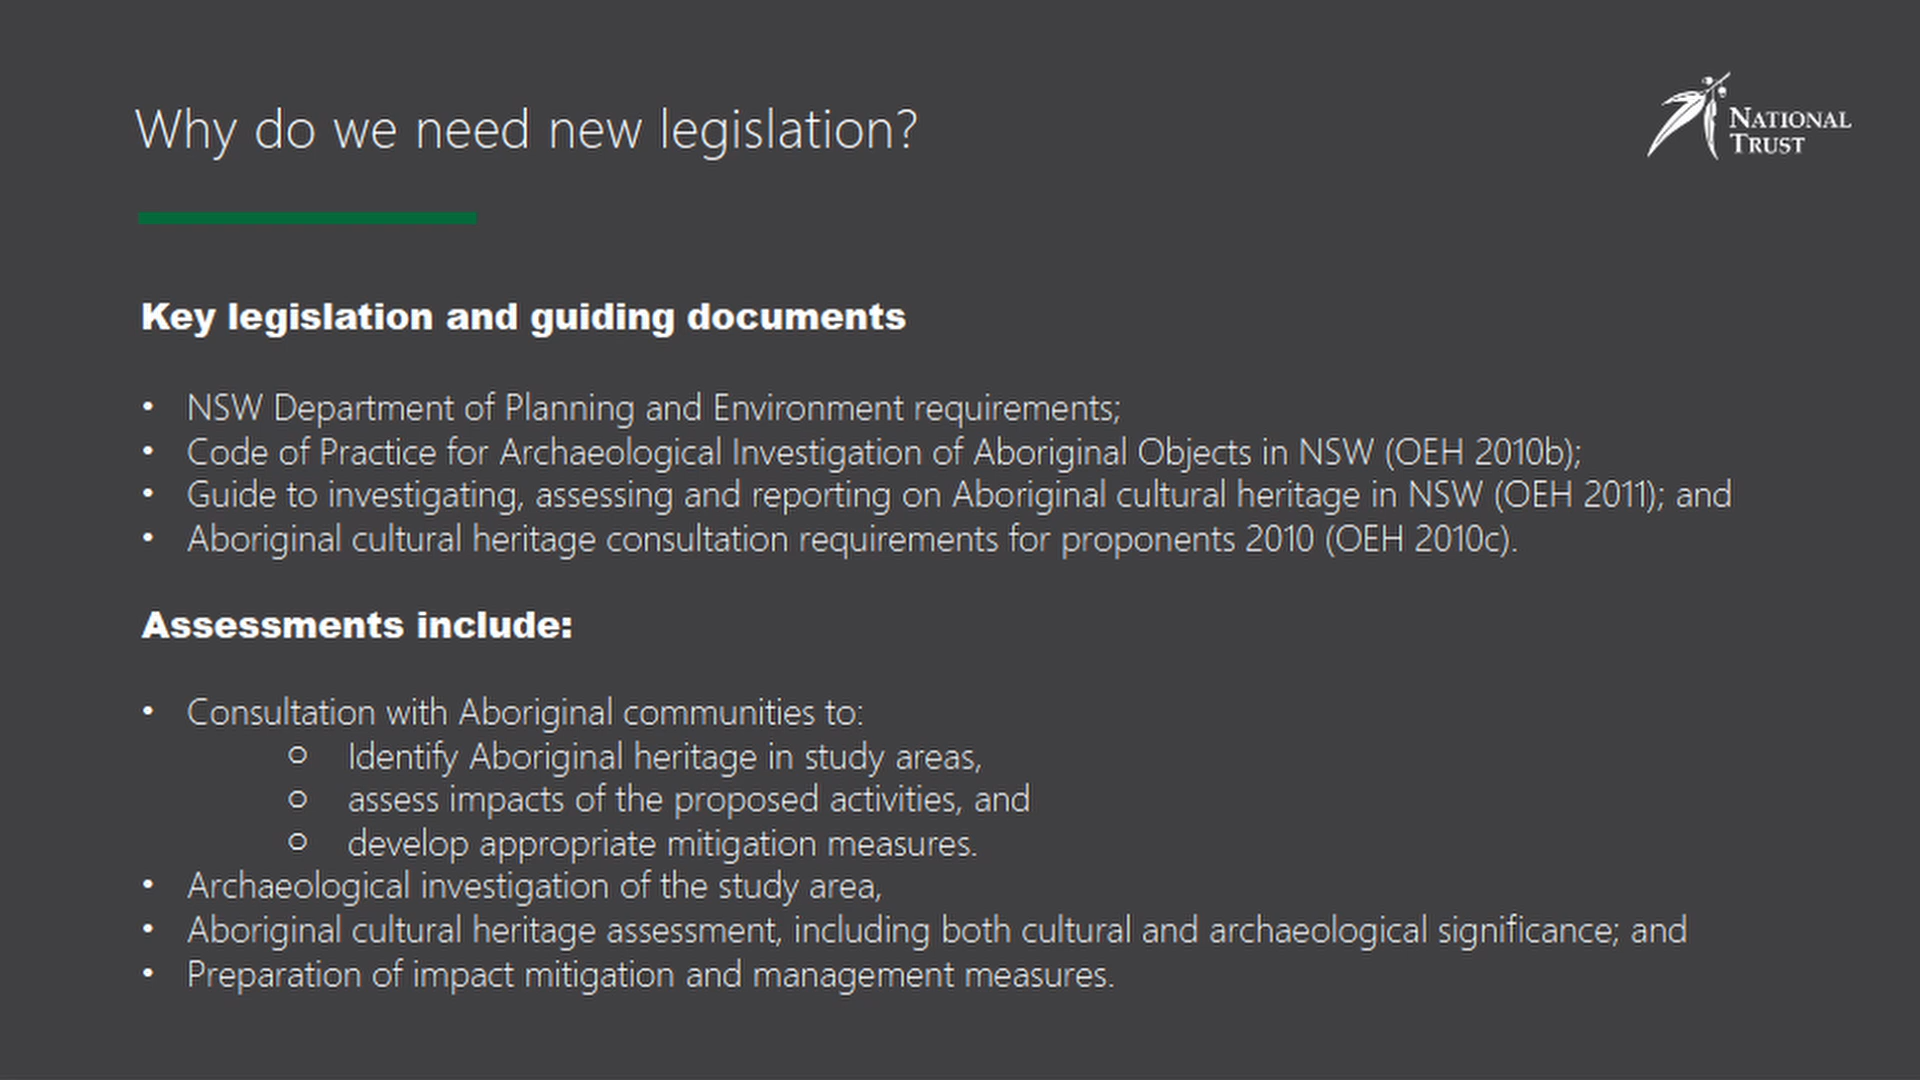 Why do we need new legislation?
NATIONAL
TRUST
Key legislation and guiding documents
• NSW Department of Planning and Environment requirements;
• Code of Practice for Archaeological Investigation of Aboriginal Objects in NSW (OEH 2010b);
• Guide to investigating, assessing and reporting on Aboriginal cultural heritage in NSW (OEH 2011); and
• Aboriginal cultural heritage consultation requirements for proponents 2010 (OEH 2010c).
Assessments include:
• Consultation with Aboriginal communities to:
o Identify Aboriginal heritage in study areas,
o assess impacts of the proposed activities, and
o develop appropriate mitigation measures.
• Archaeological investigation of the study area,
• Aboriginal cultural heritage assessment, including both cultural and archaeological significance; and
• Preparation of impact mitigation and management measures.